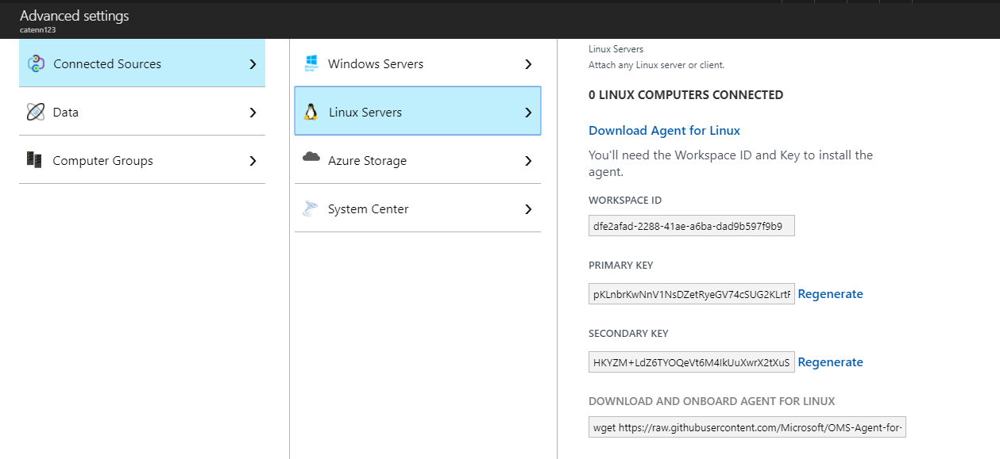 Advanced settings
catenn123
Connected Sources
Data
Computer Groups
Windows Servers
Linux Servers
Azure Storage
System Center
Linux Servers
Attach any Linux server or client.
0 LINUX COMPUTERS CONNECTED
Download Agent for Linux
You'll need the Workspace ID and Key to install the
agent.
WORKSPACE ID
dfe2afad-2288-41ae-a6ba-dad9b597f9b9
PRIMARY KEY
pKLnbrKwNnV1NsDZetRyeGV74cSUG2KLrtF Regenerate
SECONDARY KEY
HKYZM+LdZ6TYOQeVt6M4IkUuXwrX2tXuS Regenerate
DOWNLOAD AND ONBOARD AGENT FOR LINUX
wget https://raw.githubusercontent.com/Microsoft/OMS-Agent-for-